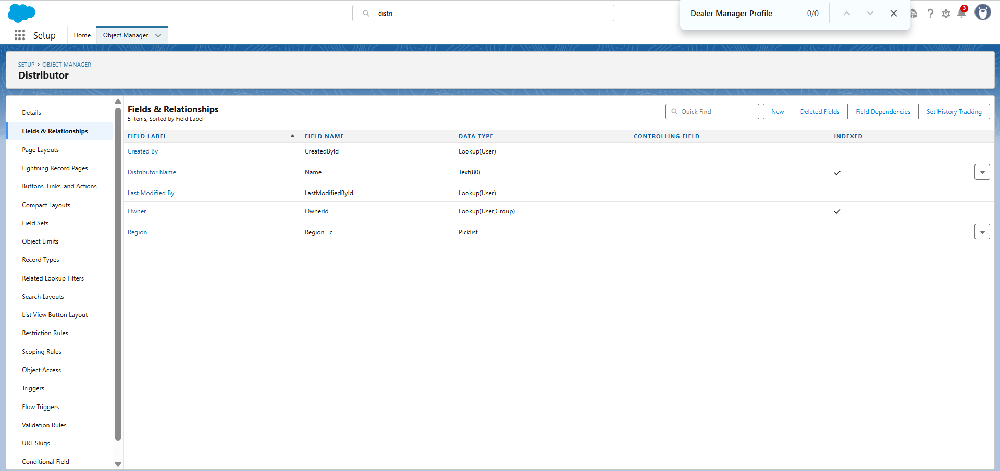 distri
Dealer Manager Profile 0/0
3
Setup
Home
Object Manager
SETUP > OBJECT MANAGER
Distributor
Details
Fields & Relationships
Page Layouts
Lightning Record Pages
Buttons, Links, and Actions
Compact Layouts
Field Sets
Object Limits
Record Types
Related Lookup Filters
Search Layouts
List View Button Layout
Restriction Rules
Scoping Rules
Object Access
Triggers
Flow Triggers
Validation Rules
URL Slugs
Conditional Field
Fields & Relationships
5 Items, Sorted by Field Label
Quick Find
New
Deleted Fields
Field Dependencies
Set History Tracking
FIELD LABEL FIELD NAME DATA TYPE CONTROLLING FIELD INDEXED
Created By CreatedById Lookup(User)
Distributor Name Name Text(80)
Last Modified By LastModifiedById Lookup(User)
Owner OwnerId Lookup(User,Group)
Region Region__c Picklist